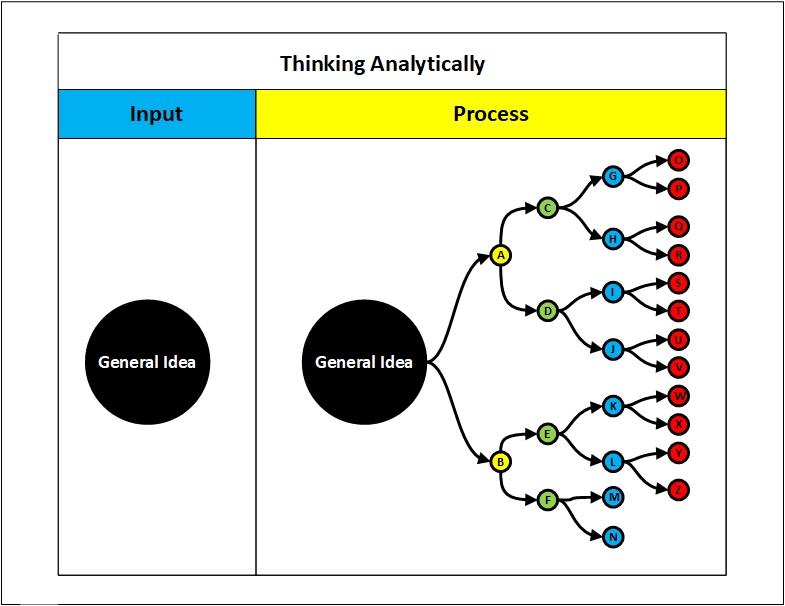 Thinking Analytically
Input
Process
General Idea
General Idea
A
B
C
D
E
F
G
H
I
J
K
L
M
N
O
P
Q
R
S
T
U
V
W
X
Y
Z